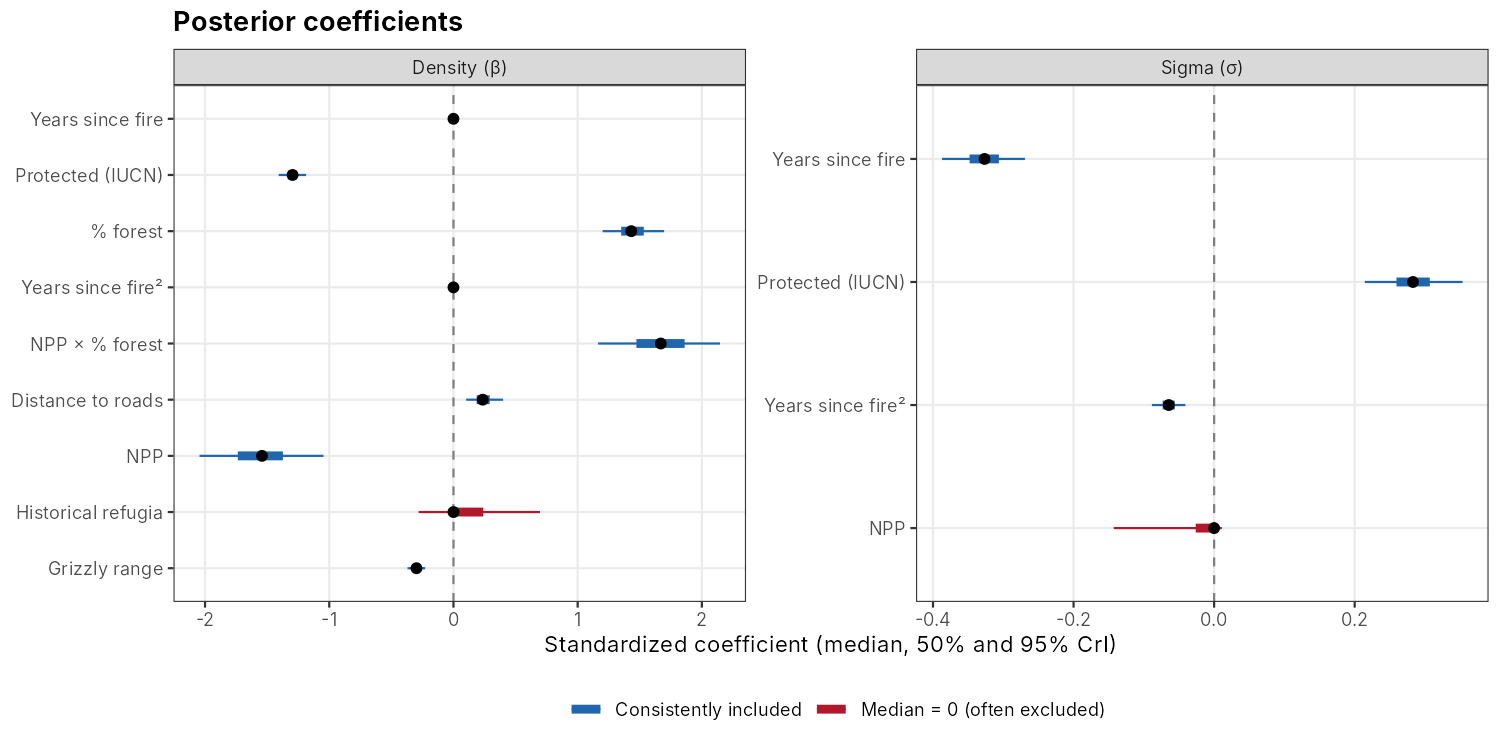 Posterior coefficients
Density (β)
Sigma (σ)
Years since fire
Protected (IUCN)
% forest
Years since fire²
NPP × % forest
Distance to roads
NPP
Historical refugia
Grizzly range
-2
-1
0
1
2
Years since fire
Protected (IUCN)
Years since fire²
NPP
-0.4
-0.2
0.0
0.2
Standardized coefficient (median, 50% and 95% CrI)
Consistently included
Median = 0 (often excluded)